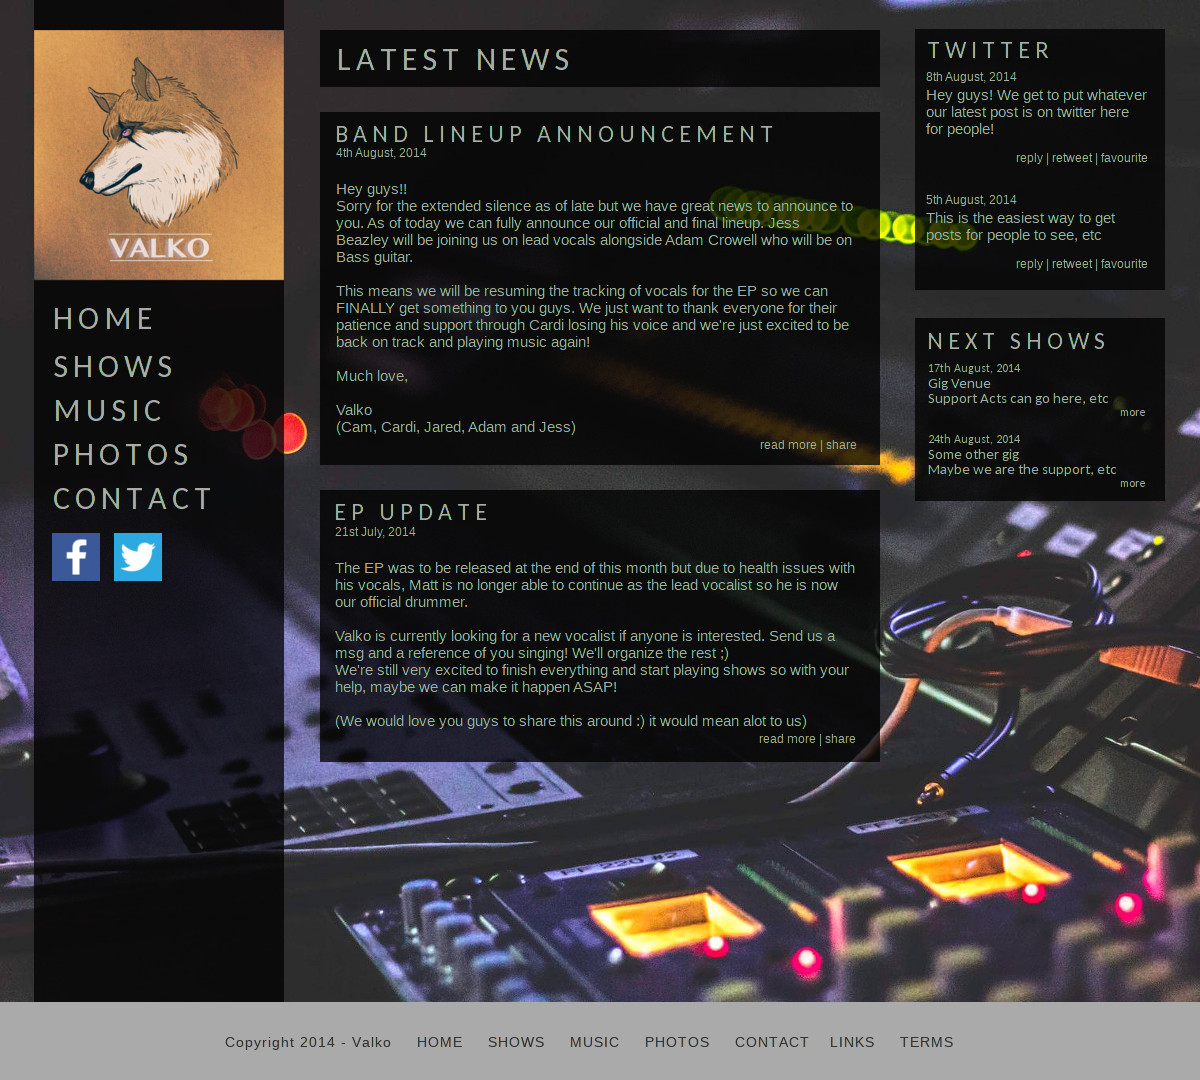 VALKO
HOME
SHOWS
MUSIC
PHOTOS
CONTACT
LATEST NEWS
BAND LINEUP ANNOUNCEMENT
4th August, 2014
Hey guys!!
Sorry for the extended silence as of late but we have great news to announce to
you. As of today we can fully announce our official and final lineup. Jess
Beazley will be joining us on lead vocals alongside Adam Crowell who will be on
Bass guitar.
This means we will be resuming the tracking of vocals for the EP so we can
FINALLY get something to you guys. We just want to thank everyone for their
patience and support through Cardi losing his voice and we're just excited to be
back on track and playing music again!
Much love,
Valko
(Cam, Cardi, Jared, Adam and Jess)
read more | share
EP UPDATE
21st July, 2014
The EP was to be released at the end of this month but due to health issues with
his vocals, Matt is no longer able to continue as the lead vocalist so he is now
our official drummer.
Valko is currently looking for a new vocalist if anyone is interested. Send us a
msg and a reference of you singing! We'll organize the rest ;)
We're still very excited to finish everything and start playing shows so with your
help, maybe we can make it happen ASAP!
(We would love you guys to share this around :) it would mean alot to us)
read more | share
TWITTER
8th August, 2014
Hey guys! We get to put whatever
our latest post is on twitter here
for people!
reply | retweet | favourite
5th August, 2014
This is the easiest way to get
posts for people to see, etc
reply | retweet | favourite
NEXT SHOWS
17th August, 2014
Gig Venue
Support Acts can go here, etc
more
24th August, 2014
Some other gig
Maybe we are the support, etc
more
FF 220 #2
FF 220
Copyright 2014 - Valko HOME SHOWS MUSIC PHOTOS CONTACT LINKS TERMS